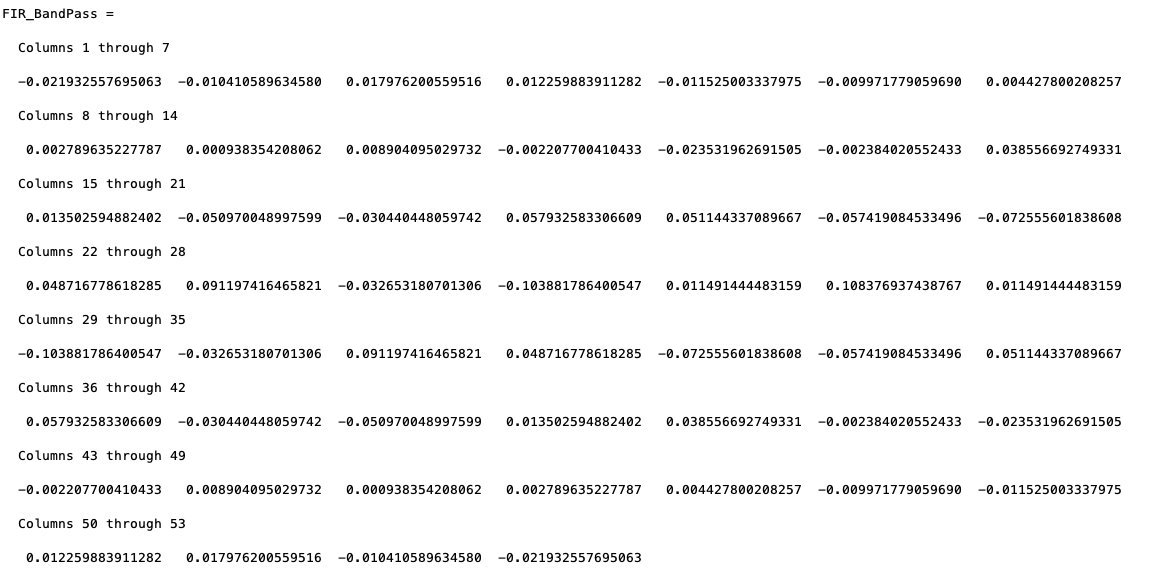 FIR_BandPass =
Columns 1 through 7
-0.021932557695063 -0.010410589634580 0.017976200559516 0.012259883911282 -0.011525003337975 -0.009971779059690 0.004427800208257
Columns 8 through 14
0.002789635227787 0.000938354208062 0.008904095029732 -0.002207700410433 -0.023531962691505 -0.002384020552433 0.038556692749331
Columns 15 through 21
0.013502594882402 -0.050970048997599 -0.030440448059742 0.057932583306609 0.051144337089667 -0.057419084533496 -0.072555601838608
Columns 22 through 28
0.048716778618285 0.091197416465821 -0.032653180701306 -0.103881786400547 0.011491444483159 0.108376937438767 0.011491444483159
Columns 29 through 35
-0.103881786400547 -0.032653180701306 0.091197416465821 0.048716778618285 -0.072555601838608 -0.057419084533496 0.051144337089667
Columns 36 through 42
0.057932583306609 -0.030440448059742 -0.050970048997599 0.013502594882402 0.038556692749331 -0.002384020552433 -0.023531962691505
Columns 43 through 49
-0.002207700410433 0.008904095029732 0.000938354208062 0.002789635227787 0.004427800208257 -0.009971779059690 -0.011525003337975
Columns 50 through 53
0.012259883911282 0.017976200559516 -0.010410589634580 -0.021932557695063